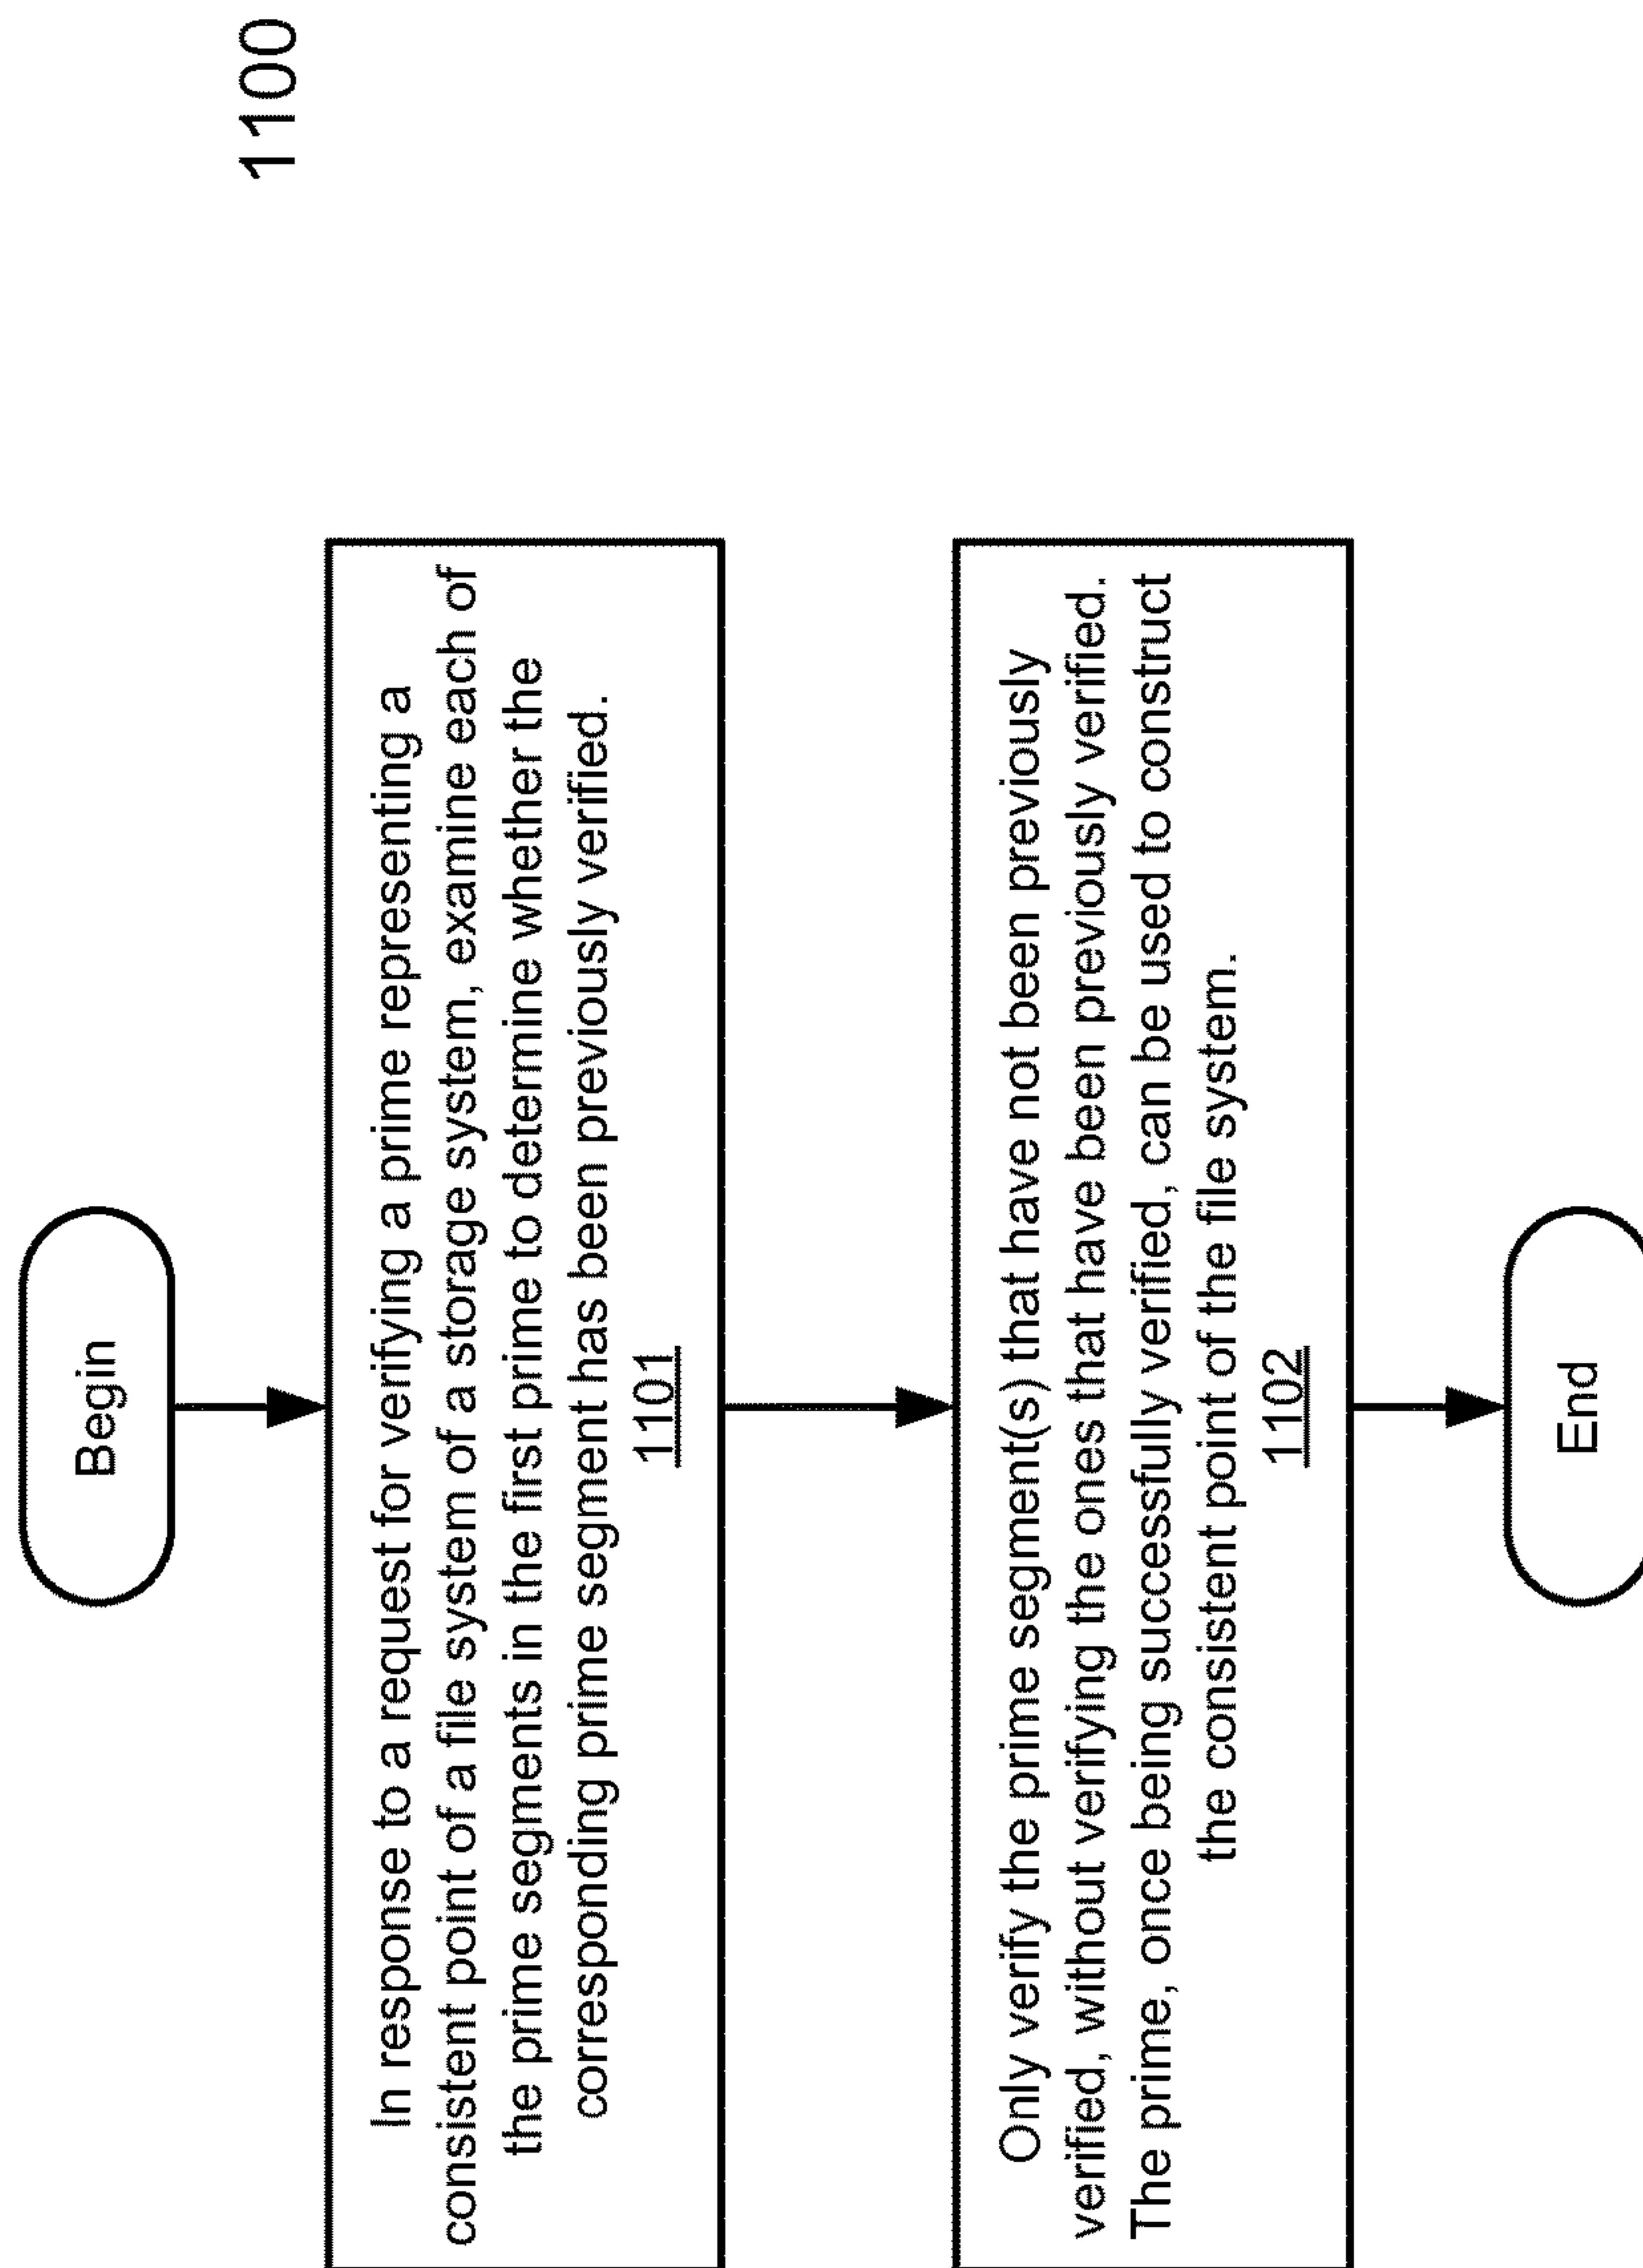 1100
Begin
In response to a request for verifying a prime representing a
consistent point of a file system of a storage system, examine each of
the prime segments in the first prime to determine whether the
corresponding prime segment has been previously verified.
1101
Only verify the prime segment(s) that have not been previously
verified, without verifying the ones that have been previously verified.
The prime, once being successfully verified, can be used to construct
the consistent point of the file system.
1102
End